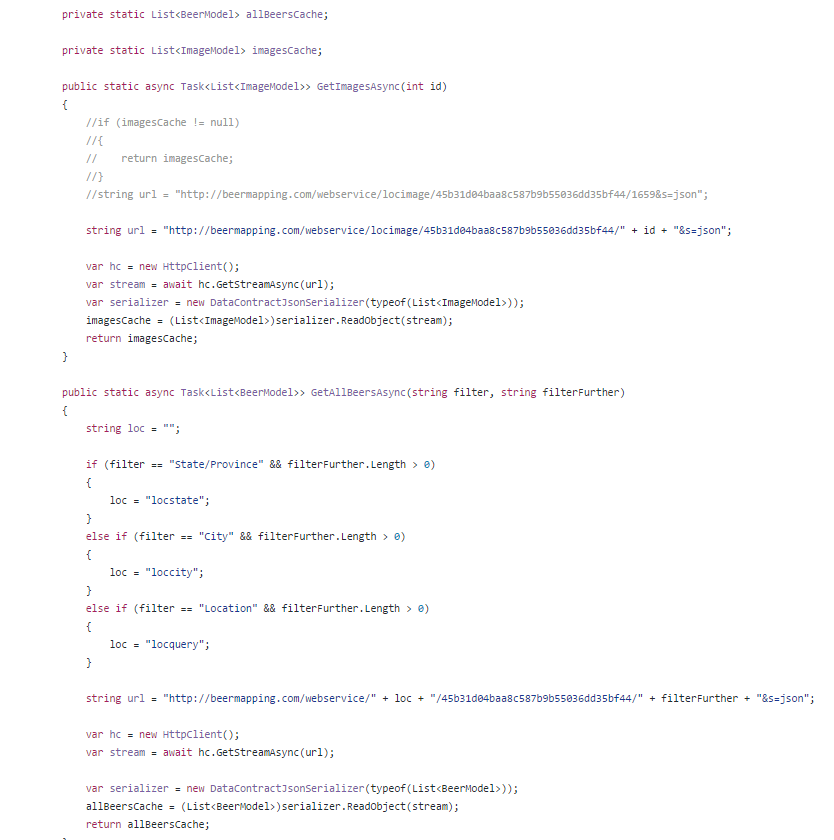 private static List<BeerModel> allBeersCache;
private static List<ImageModel> imagesCache;
public static async Task<List<ImageModel>> GetImagesAsync(int id)
{
//if (imagesCache != null)
//{
//    return imagesCache;
//}
//string url = "http://beermapping.com/webservice/locimage/45b31d04baa8c587b9b55036dd35bf44/1659&s=json";
string url = "http://beermapping.com/webservice/locimage/45b31d04baa8c587b9b55036dd35bf44/" + id + "&s=json";
var hc = new HttpClient();
var stream = await hc.GetStreamAsync(url);
var serializer = new DataContractJsonSerializer(typeof(List<ImageModel>));
imagesCache = (List<ImageModel>)serializer.ReadObject(stream);
return imagesCache;
}
public static async Task<List<BeerModel>> GetAllBeersAsync(string filter, string filterFurther)
{
string loc = "";
if (filter == "State/Province" && filterFurther.Length > 0)
{
loc = "locstate";
}
else if (filter == "City" && filterFurther.Length > 0)
{
loc = "loccity";
}
else if (filter == "Location" && filterFurther.Length > 0)
{
loc = "locquery";
}
string url = "http://beermapping.com/webservice/" + loc + "/45b31d04baa8c587b9b55036dd35bf44/" + filterFurther + "&s=json";
var hc = new HttpClient();
var stream = await hc.GetStreamAsync(url);
var serializer = new DataContractJsonSerializer(typeof(List<BeerModel>));
allBeersCache = (List<BeerModel>)serializer.ReadObject(stream);
return allBeersCache;